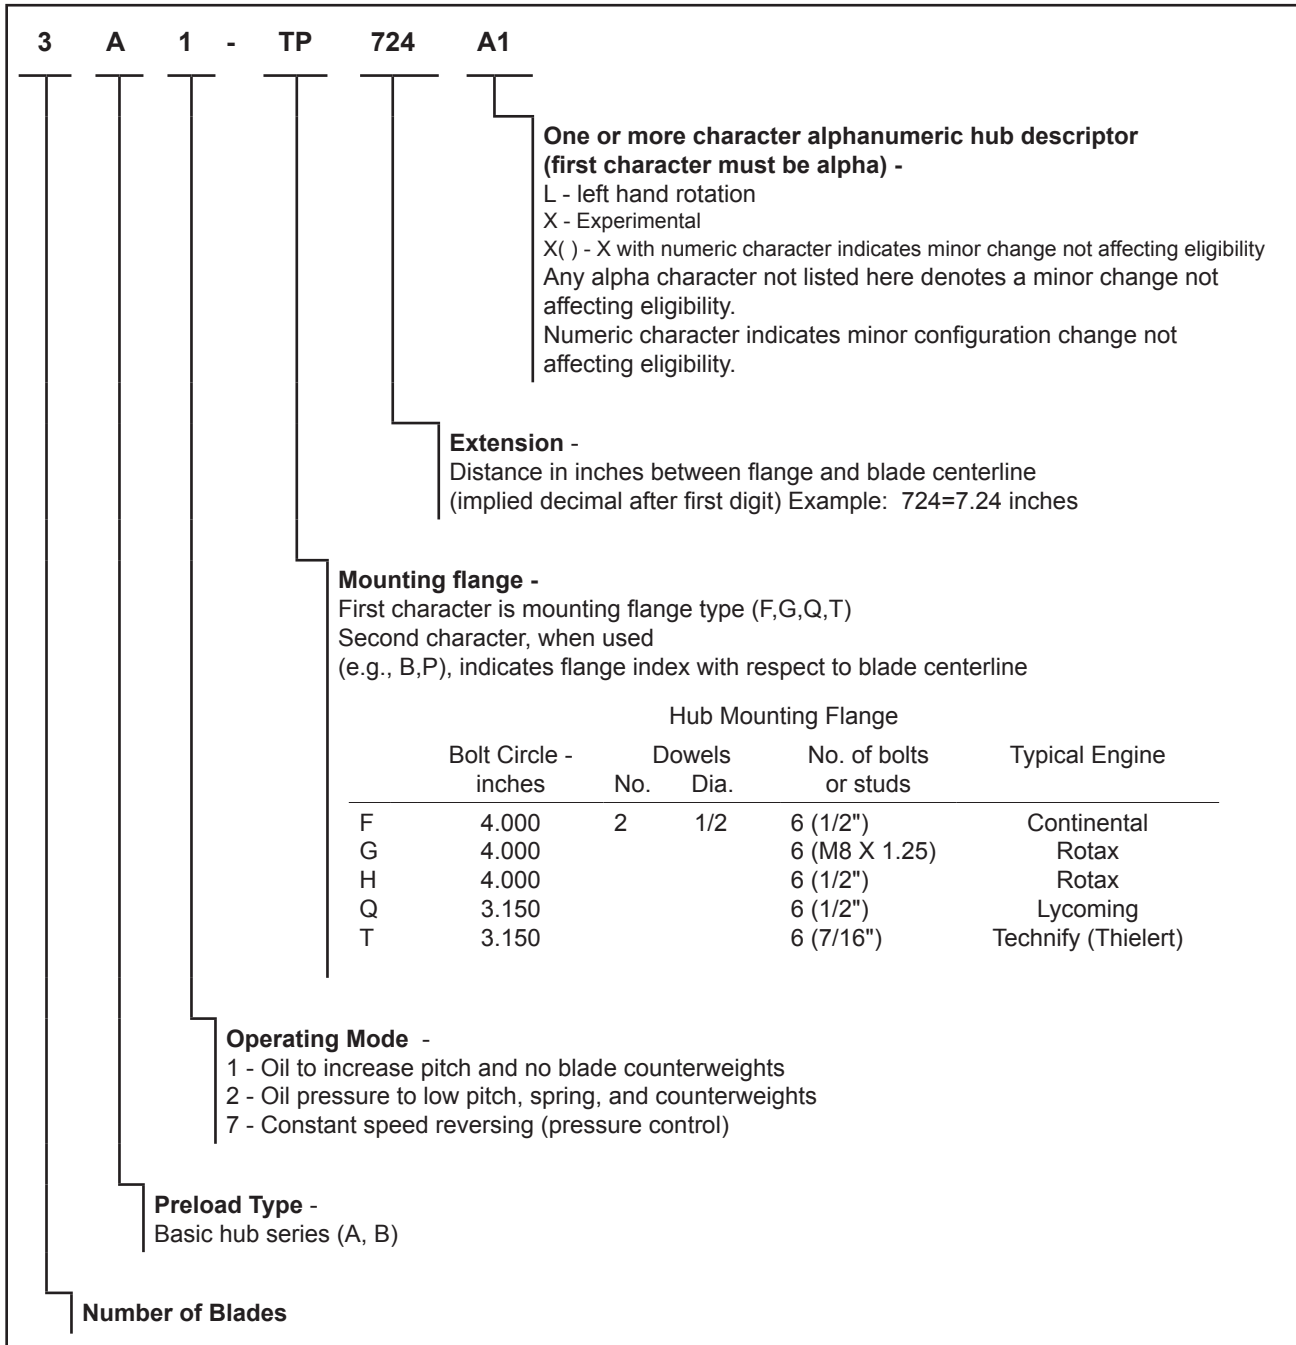 3 A 1 - TP 724 A1
One or more character alphanumeric hub descriptor
(first character must be alpha) -
L - left hand rotation
X - Experimental
X( ) - X with numeric character indicates minor change not affecting eligibility
Any alpha character not listed here denotes a minor change not
affecting eligibility.
Numeric character indicates minor configuration change not
affecting eligibility.
Extension -
Distance in inches between flange and blade centerline
(implied decimal after first digit) Example: 724=7.24 inches
Mounting flange -
First character is mounting flange type (F,G,Q,T)
Second character, when used
(e.g., B,P), indicates flange index with respect to blade centerline
Hub Mounting Flange
Bolt Circle - Dowels No. of bolts Typical Engine
inches No. Dia. or studs
F 4.000 2 1/2 6 (1/2") Continental
G 4.000 6 (M8 X 1.25) Rotax
H 4.000 6 (1/2") Rotax
Q 3.150 6 (1/2") Lycoming
T 3.150 6 (7/16") Technify (Thielert)
Operating Mode -
1 - Oil to increase pitch and no blade counterweights
2 - Oil pressure to low pitch, spring, and counterweights
7 - Constant speed reversing (pressure control)
Preload Type -
Basic hub series (A, B)
Number of Blades